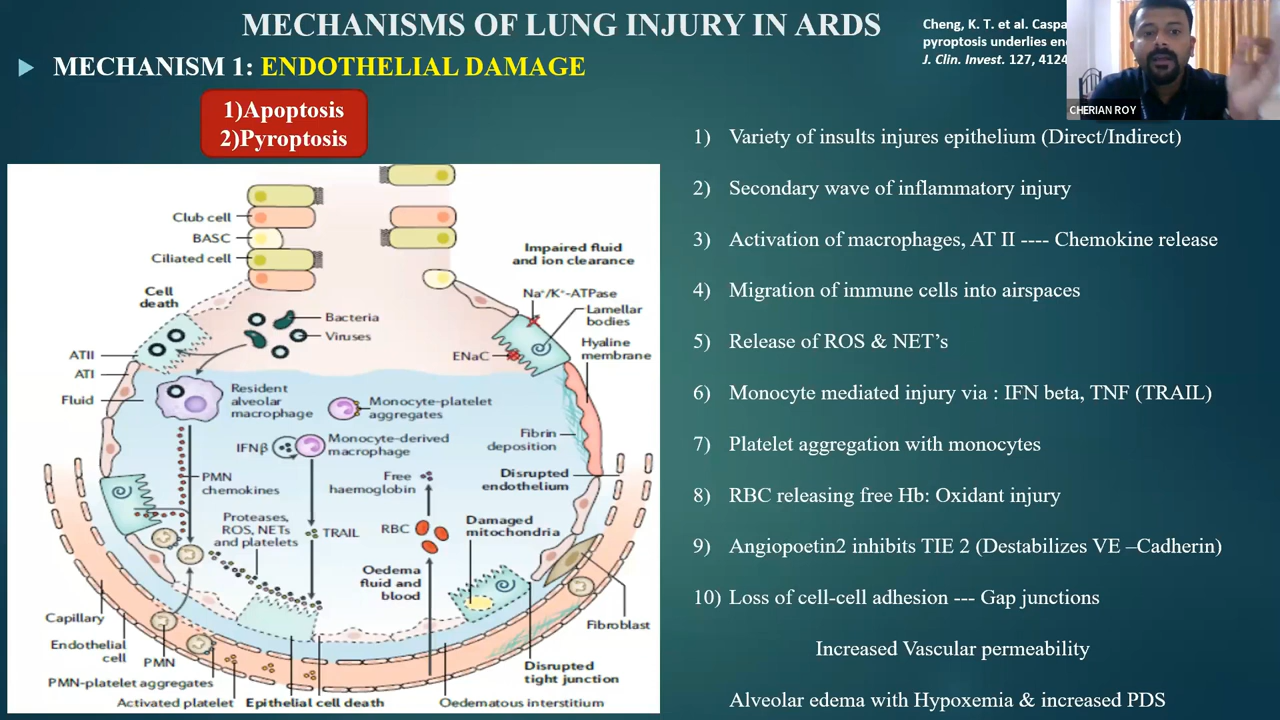 MECHANISMS OF LUNG INJURY IN ARDS
Cheng, K. T. et al.
pyroptosis underlies
J. Clin. Invest. 127, 4124
CHERIAN ROY
MECHANISM 1: ENDOTHELIAL DAMAGE
1)Apoptosis
2)Pyroptosis
Club cell
BASC
Ciliated cell
Cell
death
Bacteria
Viruses
Impaired fluid
and ion clearance
Na⁺/K⁺-ATPase
Lamellar
bodies
Hyaline
membrane
ENaC
ATII
ATI
Fluid
Resident
alveolar
macrophage
Monocyte-platelet
aggregates
IFNβ
Monocyte-derived
macrophage
Fibrin
deposition
PMN
chemokines
Free
haemoglobin
Disrupted
endothelium
Proteases,
ROS, NETs
and platelets
TRAIL
RBC
Damaged
mitochondria
Oedema
fluid and
blood
Capillary
Endothelial
cell
PMN
PMN-platelet aggregates
Activated platelet
Epithelial cell death
Oedematous interstitium
Disrupted
tight junction
Fibroblast
1) Variety of insults injures epithelium (Direct/Indirect)
2) Secondary wave of inflammatory injury
3) Activation of macrophages, AT II ---- Chemokine release
4) Migration of immune cells into airspaces
5) Release of ROS & NET’s
6) Monocyte mediated injury via : IFN beta, TNF (TRAIL)
7) Platelet aggregation with monocytes
8) RBC releasing free Hb: Oxidant injury
9) Angiopoetin2 inhibits TIE 2 (Destabilizes VE –Cadherin)
10) Loss of cell-cell adhesion --- Gap junctions
Increased Vascular permeability
Alveolar edema with Hypoxemia & increased PDS